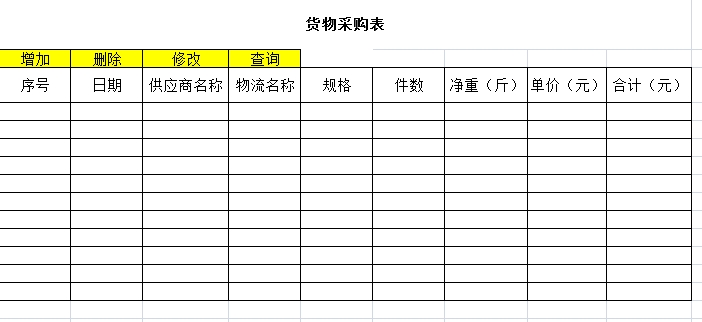 货物采购表
增加 删除 修改 查询
序号 日期 供应商名称 物流名称 规格 件数 净重（斤） 单价（元） 合计（元）